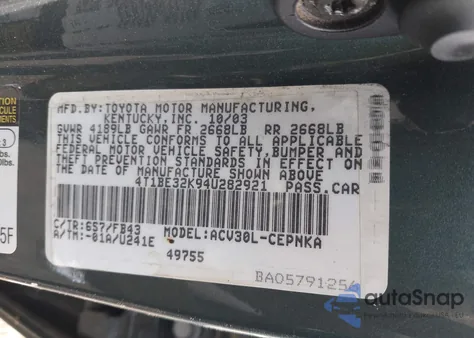 MFD.BY:TOYOTA MOTOR MANUFACTURING,
KENTUCKY,INC. 10/03
GVWR 4189LB GAWR FR 2668LB RR 2668LB
THIS VEHICLE CONFORMS TO ALL APPLICABLE
FEDERAL MOTOR VEHICLE SAFETY,BUMPER AND
THEFT PREVENTION STANDARDS IN EFFECT ON
THE DATE OF MANUFACTURE SHOWN ABOVE.
4T1BE32K94U282921 PASS.CAR
C/TR:6S7/FB43 MODEL:ACV30L-CEPNKA
A/TM:-01A/U241E
49755
5F
autoSnap